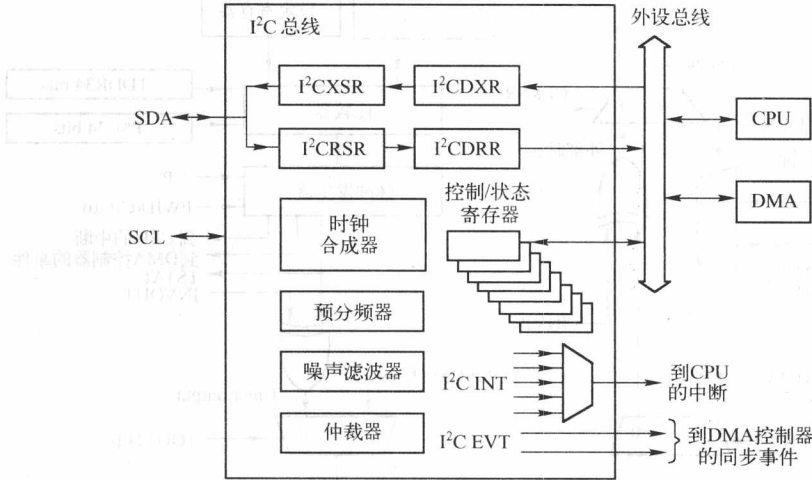 I²C 总线
外设总线
I²CXSR
I²CDXR
SDA
CPU
I²CRSR
I²CDRR
控制/状态
寄存器
DMA
时钟
合成器
SCL
预分频器
噪声滤波器
I²C INT
到CPU
的中断
仲裁器
I²C EVT
到DMA控制器
的同步事件